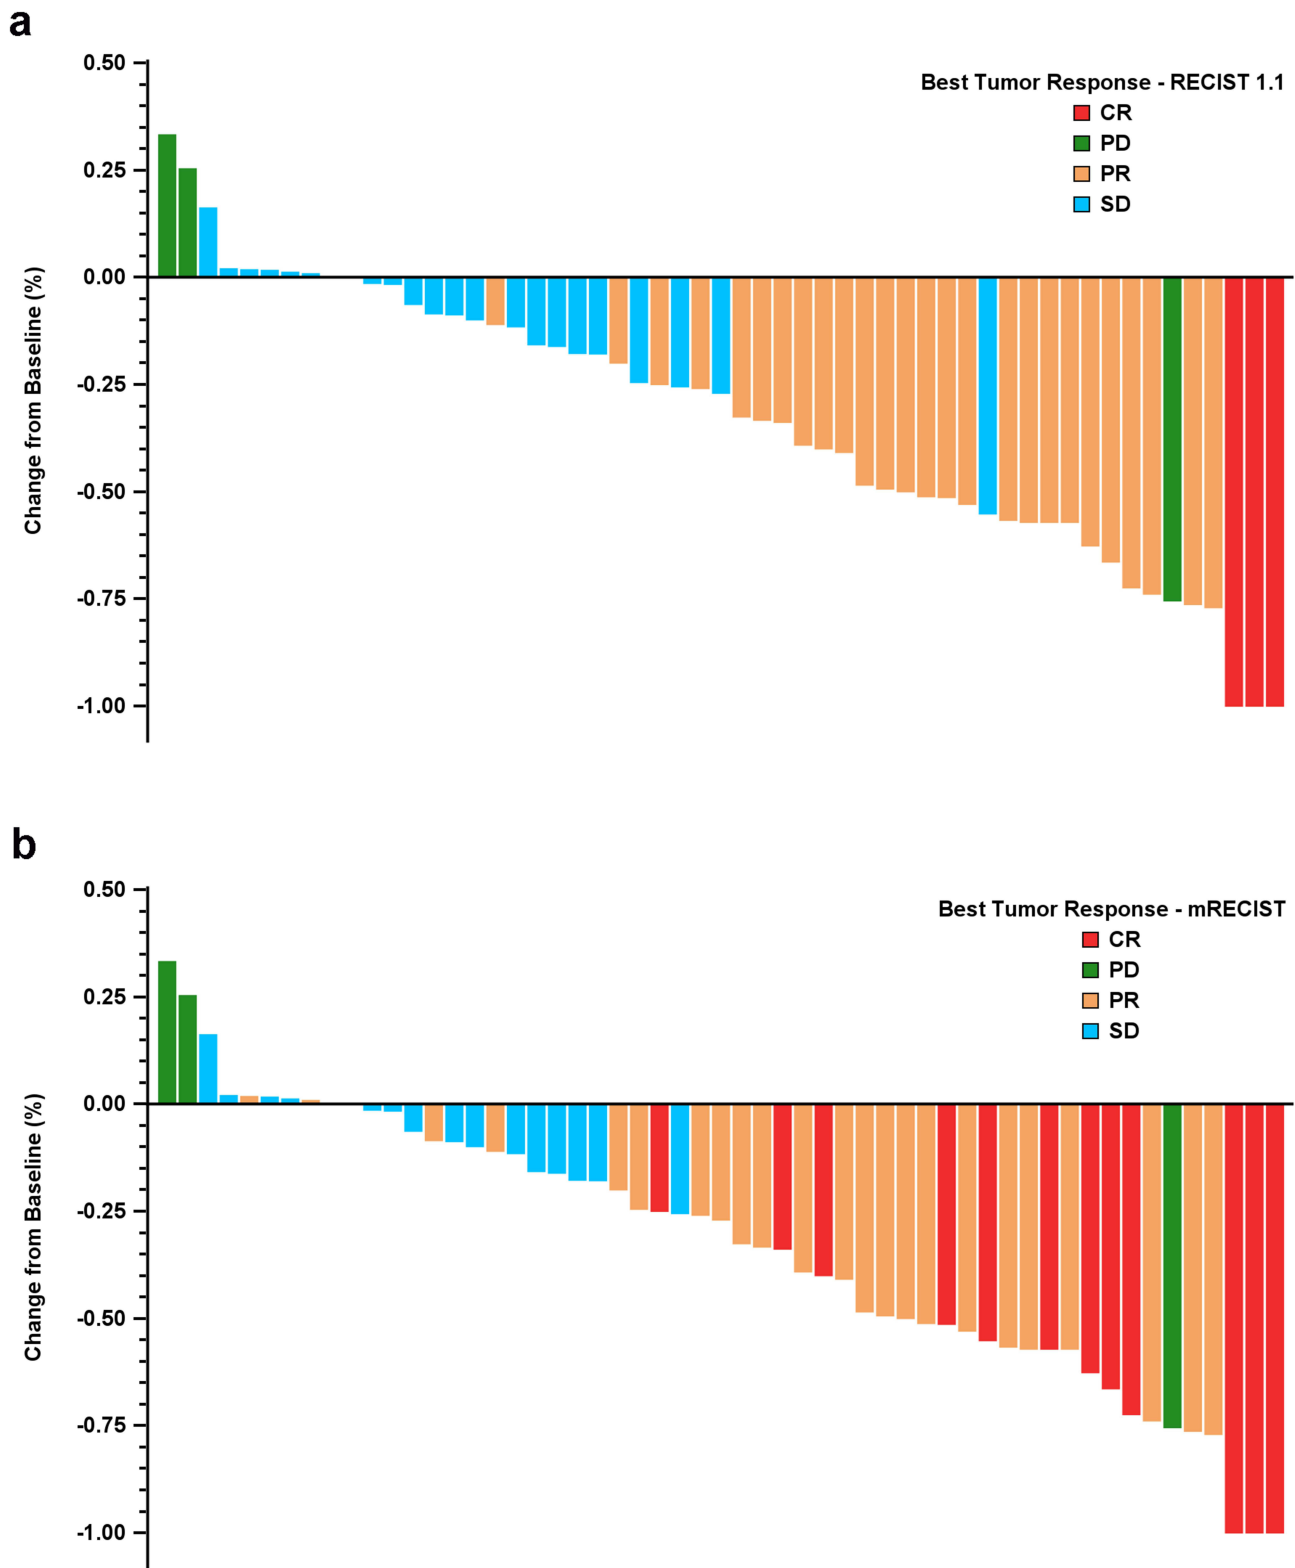 a
Best Tumor Response - RECIST 1.1
CR
PD
PR
SD
0.50
0.25
0.00
-0.25
-0.50
-0.75
-1.00
Change from Baseline (%)
b
Best Tumor Response - mRECIST
CR
PD
PR
SD
0.50
0.25
0.00
-0.25
-0.50
-0.75
-1.00
Change from Baseline (%)